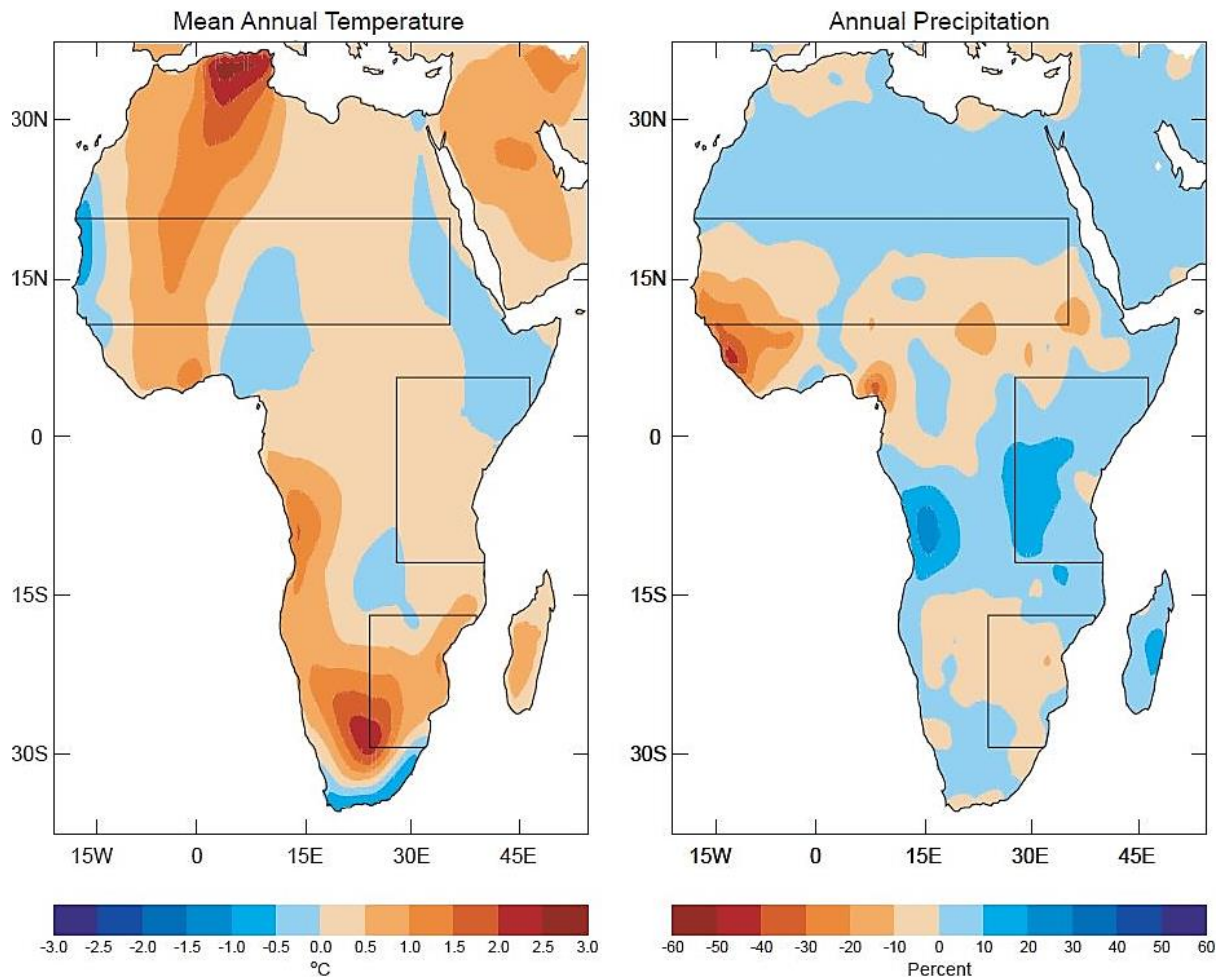 Mean Annual Temperature
30N
15N
0
15S
30S
15W 0 15E 30E 45E
-3.0 -2.5 -2.0 -1.5 -1.0 -0.5 0.0 0.5 1.0 1.5 2.0 2.5 3.0
ºC
Annual Precipitation
30N
15N
0
15S
30S
15W 0 15E 30E 45E
-60 -50 -40 -30 -20 -10 0 10 20 30 40 50 60
Percent